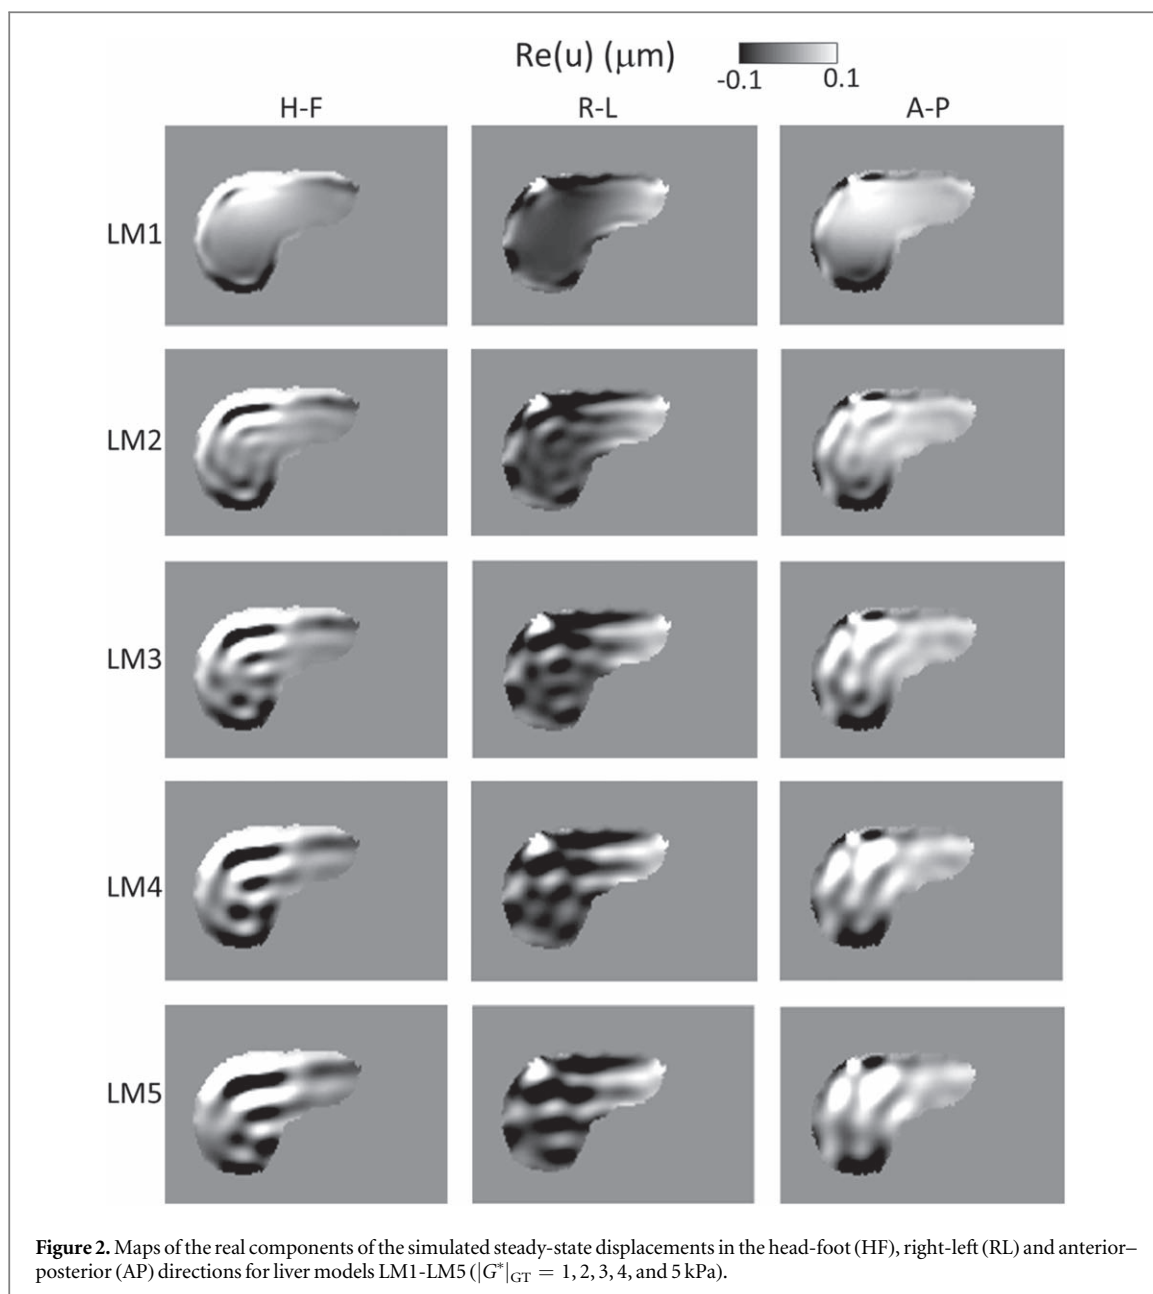 Re(u) (μm)
-0.1 0.1
H-F R-L A-P
LM1
LM2
LM3
LM4
LM5
Figure 2. Maps of the real components of the simulated steady-state displacements in the head-foot (HF), right-left (RL) and anterior–
posterior (AP) directions for liver models LM1-LM5 (|G*|GT = 1, 2, 3, 4, and 5 kPa).